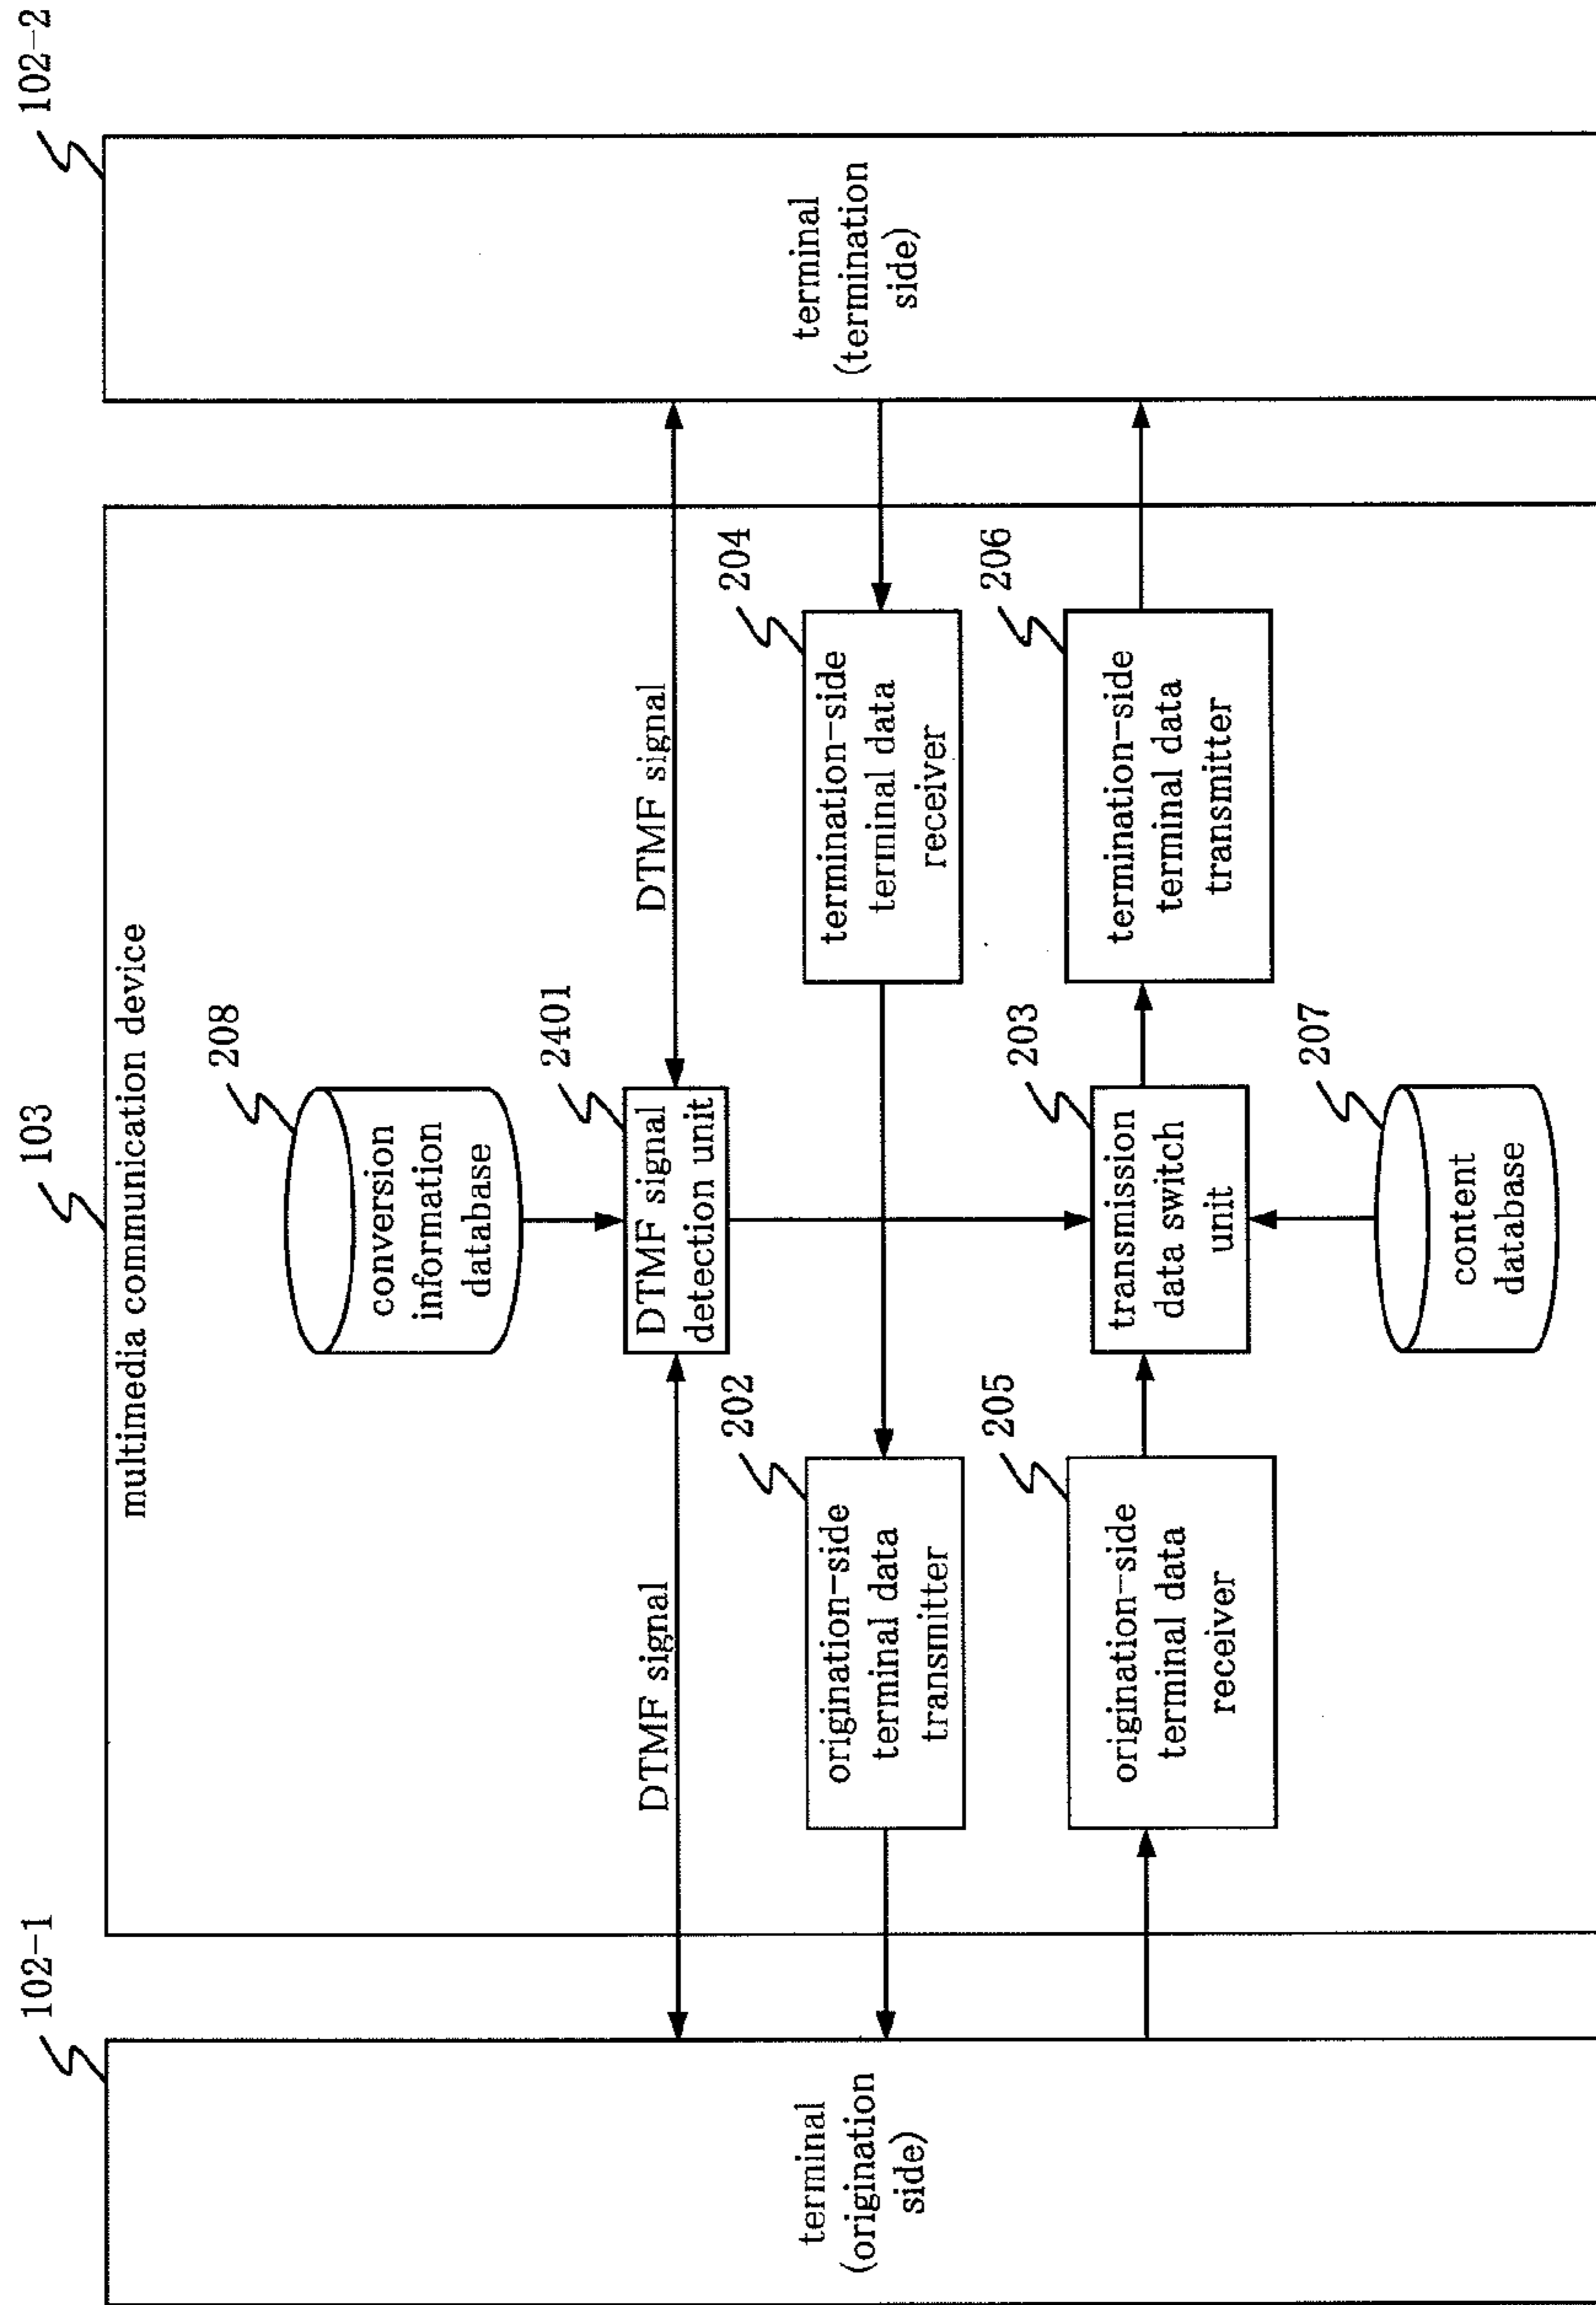 102-1
103
102-2
multimedia communication device
208
conversion
information
database
2401
DTMF signal
DTMF signal
detection unit
DTMF signal
terminal
(origination
side)
202
origination-side
terminal data
transmitter
204
termination-side
terminal data
receiver
terminal
(termination
side)
205
origination-side
terminal data
receiver
203
transmission
data switch
unit
206
termination-side
terminal data
transmitter
207
content
database